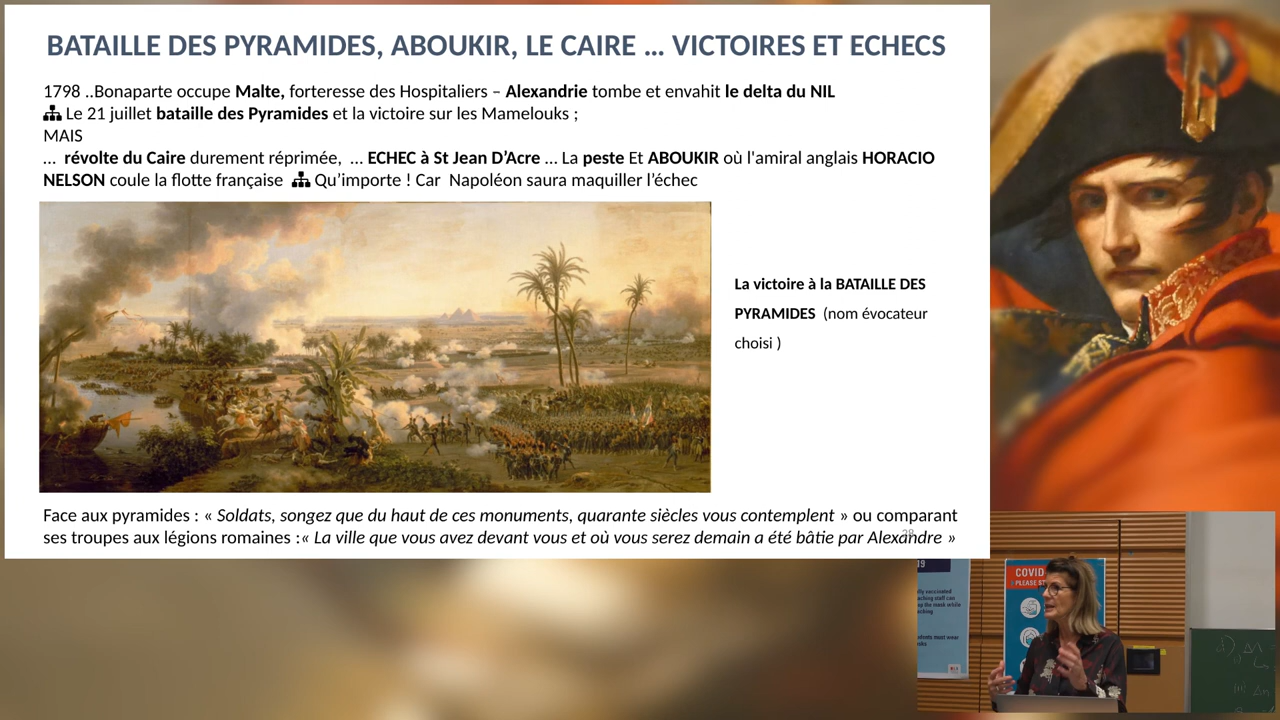 BATAILLE DES PYRAMIDES, ABOUKIR, LE CAIRE … VICTOIRES ET ECHECS
1798 ..Bonaparte occupe Malte, forteresse des Hospitaliers – Alexandrie tombe et envahit le delta du NIL
Le 21 juillet bataille des Pyramides et la victoire sur les Mamelouks ;
MAIS
… révolte du Caire durement réprimée, … ECHEC à St Jean D’Acre … La peste Et ABOUKIR où l'amiral anglais HORACIO
NELSON coule la flotte française Qu’importe ! Car Napoléon saura maquiller l’échec
La victoire à la BATAILLE DES
PYRAMIDES (nom évocateur
choisi )
Face aux pyramides : « Soldats, songez que du haut de ces monuments, quarante siècles vous contemplent » ou comparant
ses troupes aux légions romaines :« La ville que vous avez devant vous et où vous serez demain a été bâtie par Alexandre »
19
COVID
PLEASE